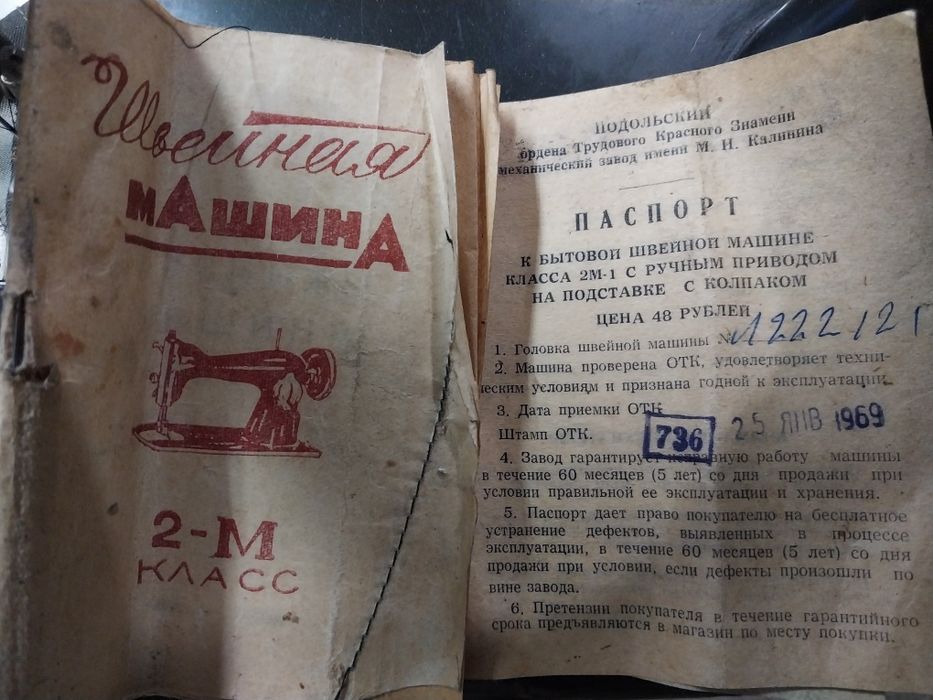 Швейная
МАШИНА
2-М
КЛАСС
ПОДОЛЬСКИЙ
ордена Трудового Красного Знамени
механический завод имени М. И. Калинина
ПАСПОРТ
К БЫТОВОЙ ШВЕЙНОЙ МАШИНЕ
КЛАССА 2М-1 С РУЧНЫМ ПРИВОДОМ
НА ПОДСТАВКЕ С КОЛПАКОМ
ЦЕНА 48 РУБЛЕЙ
1. Головка швейной машины №
2. Машина проверена ОТК, удовлетворяет техни-
ческим условиям и признана годной к эксплуатации.
3. Дата приемки ОТК 25 ЯНВ 1969
Штамп ОТК. 736
4. Завод гарантирует исправную работу машины
в течение 60 месяцев (5 лет) со дня продажи при
условии правильной ее эксплуатации и хранения.
5. Паспорт дает право покупателю на бесплатное
устранение дефектов, выявленных в процессе
эксплуатации, в течение 60 месяцев (5 лет) со дня
продажи при условии, если дефекты произошли по
вине завода.
6. Претензии покупателя в течение гарантийного
срока предъявляются в магазин по месту покупки.